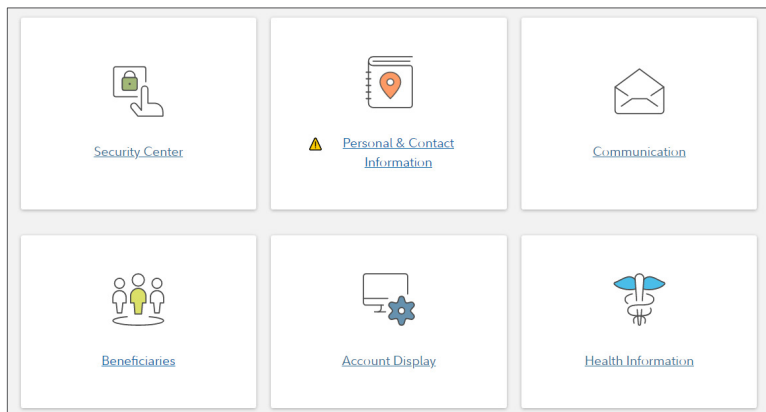 Security Center
Personal & Contact
Information
Communication
Beneficiaries
Account Display
Health Information